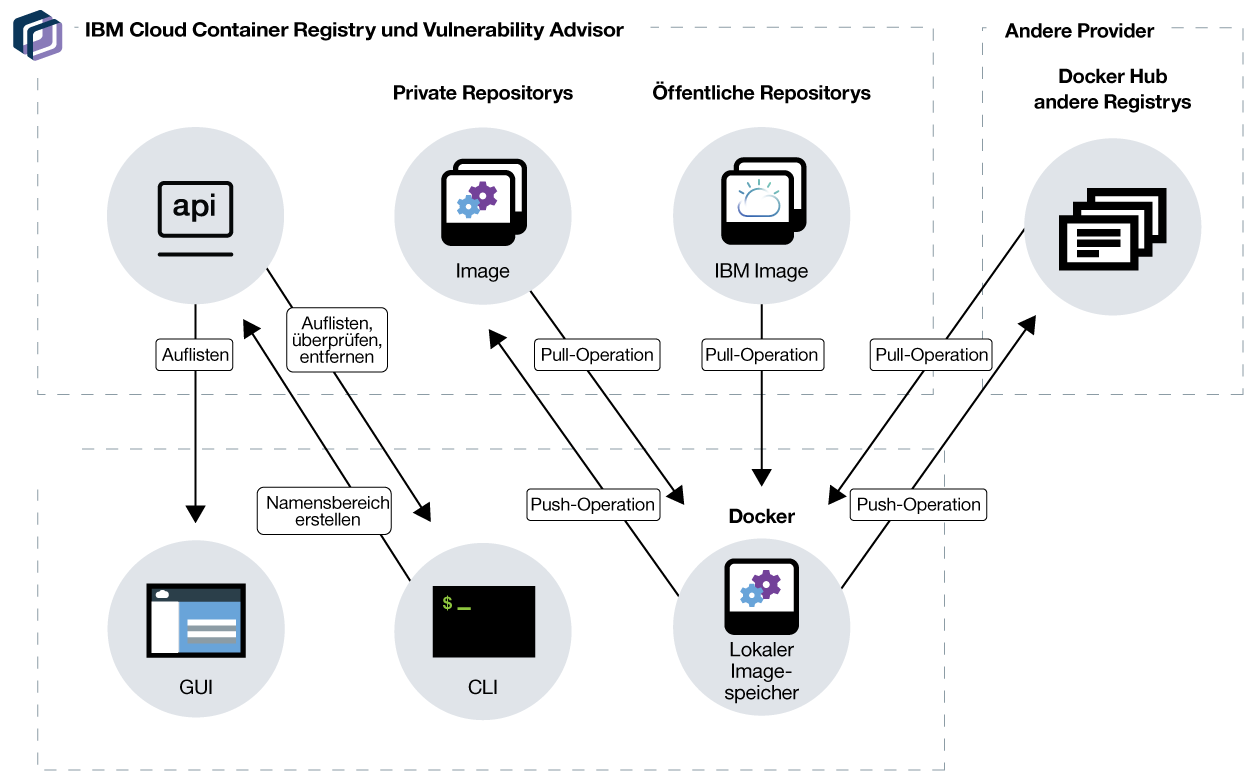 IBM Cloud Container Registry und Vulnerability Advisor
Andere Provider
Private Repositorys
Öffentliche Repositorys
Docker Hub
andere Registrys
api
Image
IBM Image
Auflisten
Auflisten,
überprüfen,
entfernen
Pull-Operation
Pull-Operation
Pull-Operation
Namensbereich
erstellen
Push-Operation
Push-Operation
Docker
$ _
GUI
CLI
Lokaler
Image-
speicher